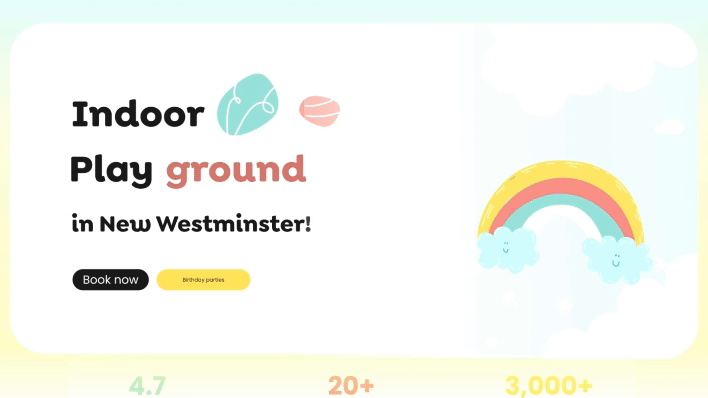 Indoor
Play ground
in New Westminster!
Book now
Birthday parties
4.7
20+
3,000+